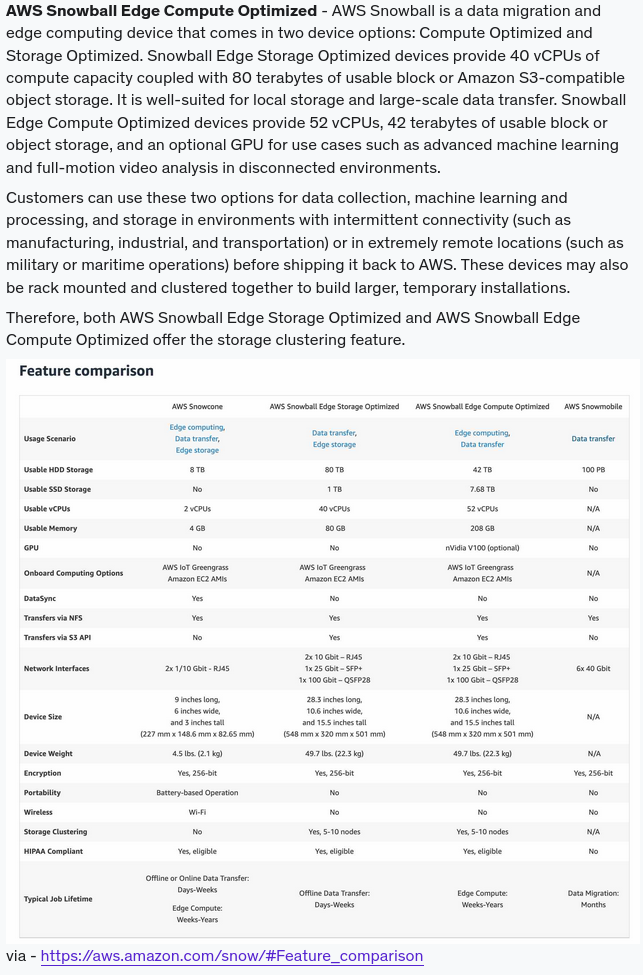 AWS Snowball Edge Compute Optimized - AWS Snowball is a data migration and
edge computing device that comes in two device options: Compute Optimized and
Storage Optimized. Snowball Edge Storage Optimized devices provide 40 vCPUs of
compute capacity coupled with 80 terabytes of usable block or Amazon S3-compatible
object storage. It is well-suited for local storage and large-scale data transfer. Snowball
Edge Compute Optimized devices provide 52 vCPUs, 42 terabytes of usable block or
object storage, and an optional GPU for use cases such as advanced machine learning
and full-motion video analysis in disconnected environments.
Customers can use these two options for data collection, machine learning and
processing, and storage in environments with intermittent connectivity (such as
manufacturing, industrial, and transportation) or in extremely remote locations (such as
military or maritime operations) before shipping it back to AWS. These devices may also
be rack mounted and clustered together to build larger, temporary installations.
Therefore, both AWS Snowball Edge Storage Optimized and AWS Snowball Edge
Compute Optimized offer the storage clustering feature.
Feature comparison
AWS Snowcone AWS Snowball Edge Storage Optimized AWS Snowball Edge Compute Optimized AWS Snowmobile
Usage Scenario Edge computing, Data transfer, Edge storage Data transfer, Edge storage Edge computing, Data transfer Data transfer
Usable HDD Storage 8 TB 80 TB 42 TB 100 PB
Usable SSD Storage No 1 TB 7.68 TB No
Usable vCPUs 2 vCPUs 40 vCPUs 52 vCPUs N/A
Usable Memory 4 GB 80 GB 208 GB N/A
GPU No No nVidia V100 (optional) No
Onboard Computing Options AWS IoT Greengrass Amazon EC2 AMIs AWS IoT Greengrass Amazon EC2 AMIs AWS IoT Greengrass Amazon EC2 AMIs N/A
DataSync Yes No No No
Transfers via NFS Yes Yes Yes Yes
Transfers via S3 API No Yes Yes No
Network Interfaces 2x 1/10 Gbit - RJ45 2x 10 Gbit – RJ45 1x 25 Gbit – SFP+ 1x 100 Gbit – QSFP28 2x 10 Gbit – RJ45 1x 25 Gbit – SFP+ 1x 100 Gbit – QSFP28 6x 40 Gbit
Device Size 9 inches long, 6 inches wide, and 3 inches tall (227 mm x 148.6 mm x 82.65 mm) 28.3 inches long, 10.6 inches wide, and 15.5 inches tall (548 mm x 320 mm x 501 mm) 28.3 inches long, 10.6 inches wide, and 15.5 inches tall (548 mm x 320 mm x 501 mm) N/A
Device Weight 4.5 lbs. (2.1 kg) 49.7 lbs. (22.3 kg) 49.7 lbs. (22.3 kg) N/A
Encryption Yes, 256-bit Yes, 256-bit Yes, 256-bit Yes, 256-bit
Portability Battery-based Operation No No No
Wireless Wi-Fi No No No
Storage Clustering No Yes, 5-10 nodes Yes, 5-10 nodes N/A
HIPAA Compliant Yes, eligible Yes, eligible Yes, eligible No
Typical Job Lifetime Offline or Online Data Transfer: Days-Weeks Edge Compute: Weeks-Years Offline Data Transfer: Days-Weeks Edge Compute: Weeks-Years Data Migration: Months
via - https://aws.amazon.com/snow/#Feature_comparison